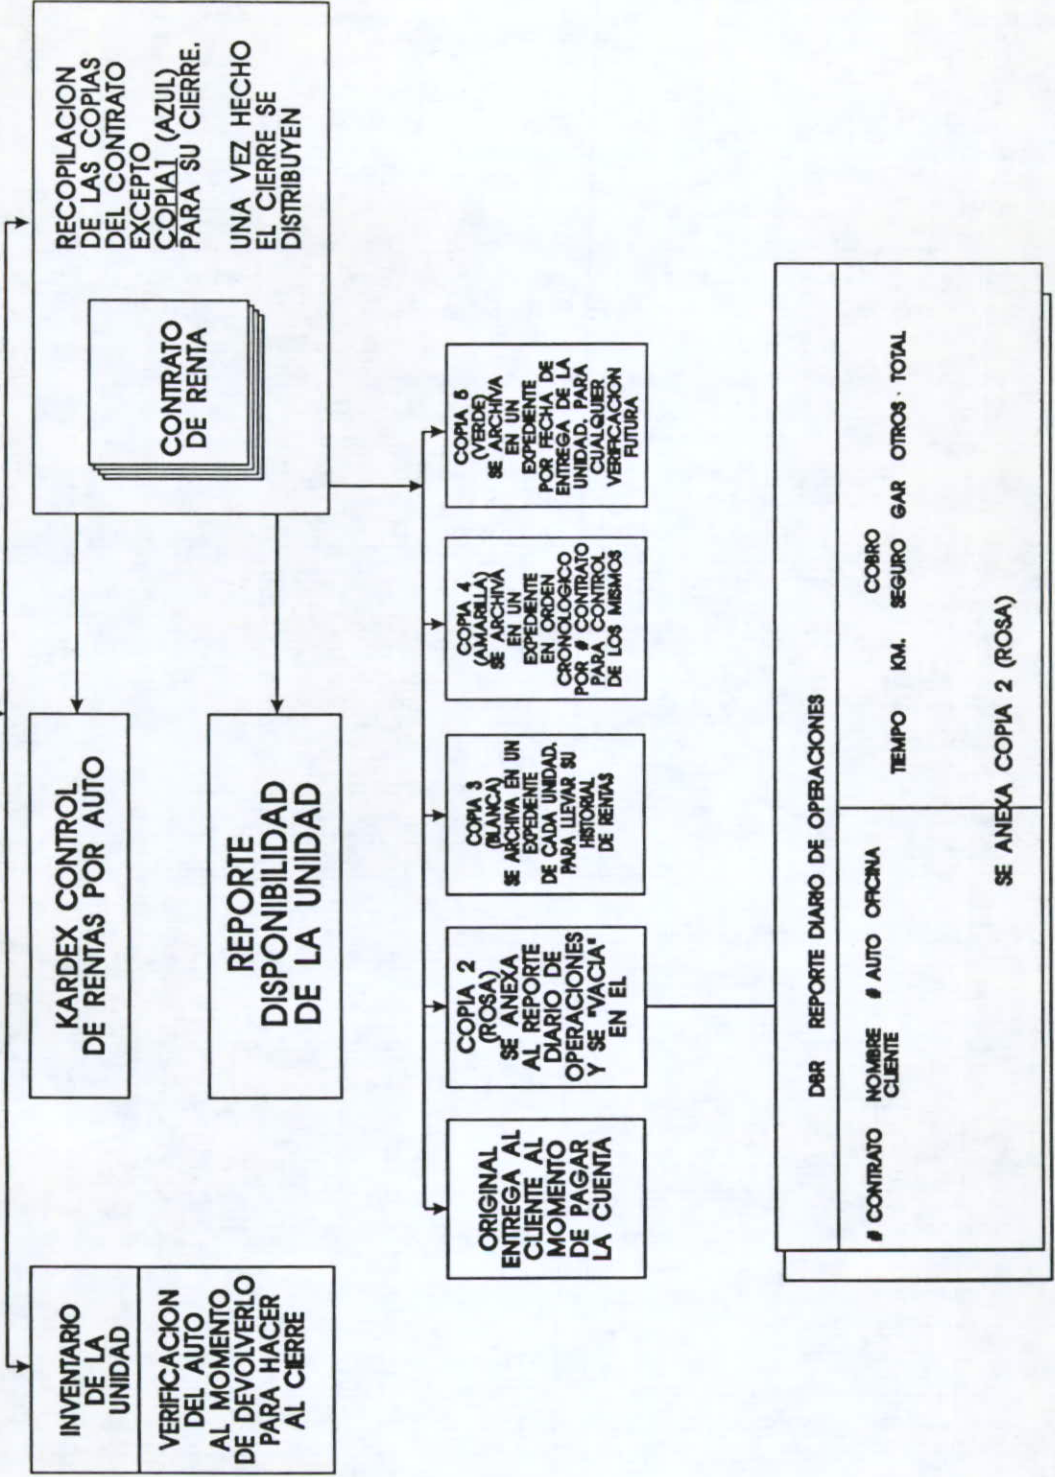 INVENTARIO
DE LA
UNIDAD
VERIFICACION
DEL AUTO
AL MOMENTO
DE DEVOLVERLO
PARA HACER
AL CIERRE
KARDEX CONTROL
DE RENTAS POR AUTO
REPORTE
DISPONIBILIDAD
DE LA UNIDAD
CONTRATO
DE RENTA
RECOPILACION
DE LAS COPIAS
DEL CONTRATO
EXCEPTO
COPIA1 (AZUL)
PARA SU CIERRE.
UNA VEZ HECHO
EL CIERRE SE
DISTRIBUYEN
ORIGINAL
ENTREGA AL
CLIENTE AL
MOMENTO
DE PAGAR
LA CUENTA
COPIA 2
(ROSA)
SE ANEXA
AL REPORTE
DIARIO DE
OPERACIONES
Y SE "VACIA"
EN EL
COPIA 3
(BLANCA)
SE ARCHIVA EN UN
EXPEDIENTE
DE CADA UNIDAD,
PARA LLEVAR SU
HISTORIAL
DE RENTAS
COPIA 4
(AMARILLA)
SE ARCHIVA
EN UN
EXPEDIENTE
EN ORDEN
CRONOLOGICO
POR # CONTRATO
PARA CONTROL
DE LOS MISMOS
COPIA 5
(VERDE)
SE ARCHIVA
EN UN
EXPEDIENTE
POR FECHA DE
ENTREGA DE LA
UNIDAD, PARA
CUALQUIER
VERIFICACION
FUTURA
DBR REPORTE DIARIO DE OPERACIONES
# CONTRATO NOMBRE # AUTO OFICINA
CLIENTE
COBRO
TIEMPO KM. SEGURO GAR OTROS · TOTAL
SE ANEXA COPIA 2 (ROSA)